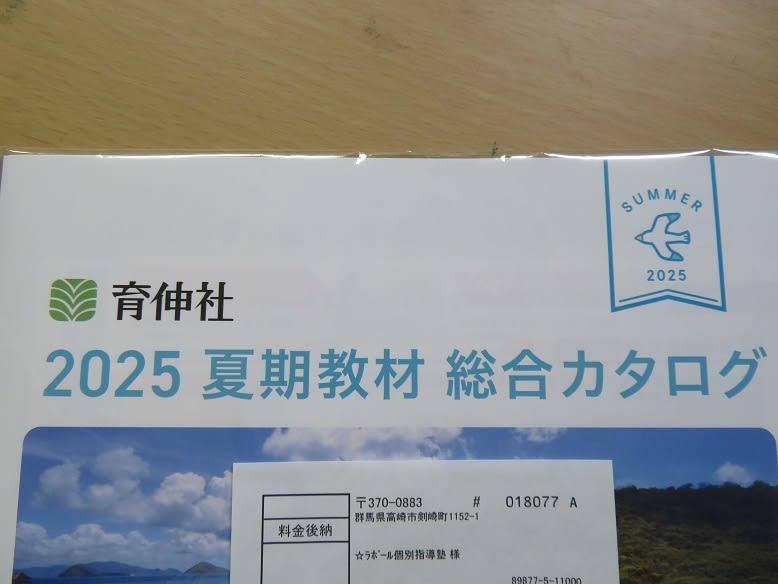 SUMMER
2025
育伸社
2025 夏期教材 総合カタログ
〒370-0883 # 018077 A
群馬県高崎市剣崎町1152-1
料金後納
☆ﾗﾎﾟｰﾙ個別指導塾 様
89877-5-11000